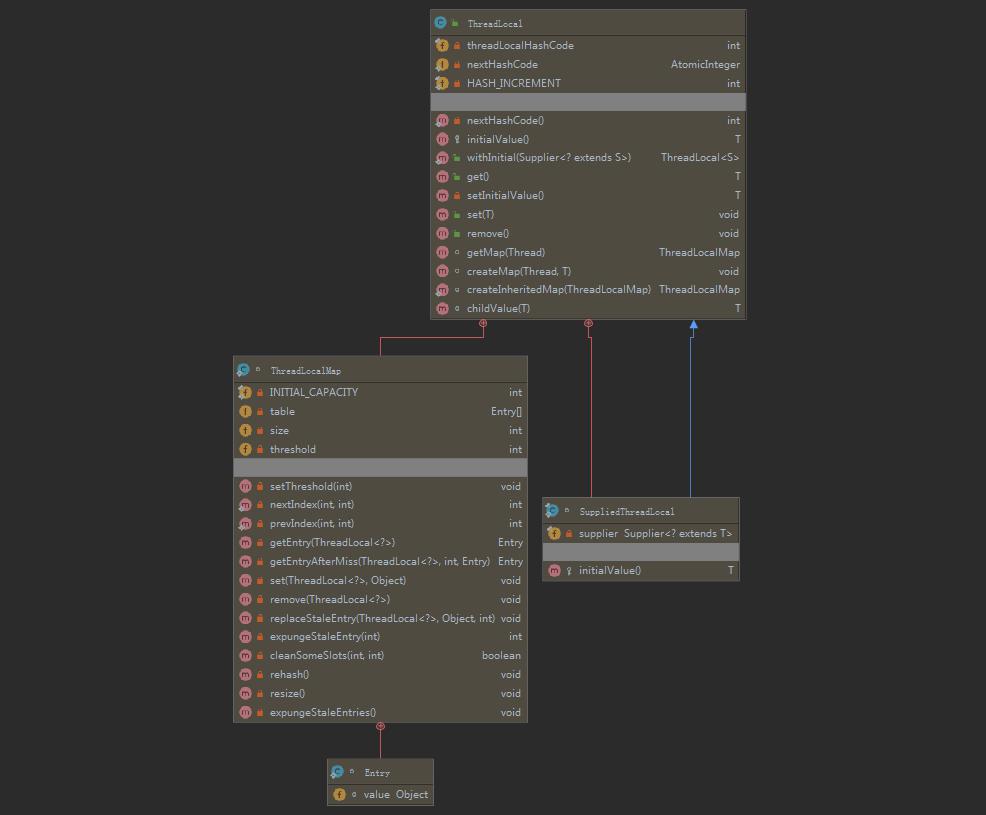 ThreadLocal
threadLocalHashCode int
nextHashCode AtomicInteger
HASH_INCREMENT int
nextHashCode() int
initialValue() T
withInitial(Supplier<? extends S>) ThreadLocal<S>
get() T
setInitialValue() T
set(T) void
remove() void
getMap(Thread) ThreadLocalMap
createMap(Thread, T) void
createInheritedMap(ThreadLocalMap) ThreadLocalMap
childValue(T) T
ThreadLocalMap
INITIAL_CAPACITY int
table Entry[]
size int
threshold int
setThreshold(int) void
nextIndex(int, int) int
prevIndex(int, int) int
getEntry(ThreadLocal<?>) Entry
getEntryAfterMiss(ThreadLocal<?>, int, Entry) Entry
set(ThreadLocal<?>, Object) void
remove(ThreadLocal<?>) void
replaceStaleEntry(ThreadLocal<?>, Object, int) void
expungeStaleEntry(int) int
cleanSomeSlots(int, int) boolean
rehash() void
resize() void
expungeStaleEntries() void
SuppliedThreadLocal
supplier Supplier<? extends T>
initialValue() T
Entry
value Object